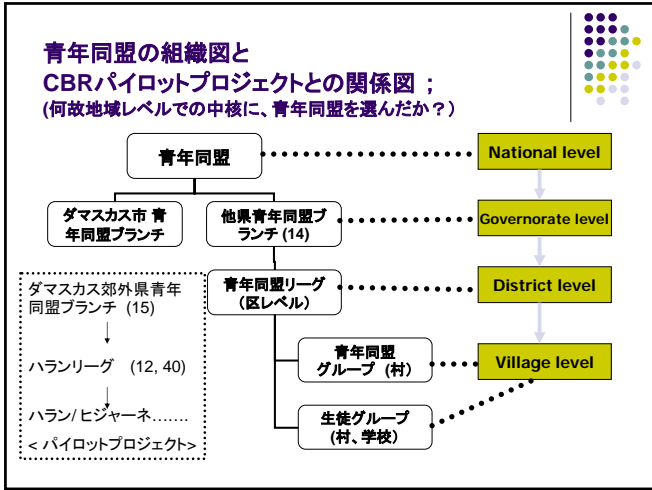 青年同盟の組織図と
CBRパイロットプロジェクトとの関係図 ;
(何故地域レベルでの中核に、青年同盟を選んだか？)
青年同盟
National level
ダマスカス市 青
年同盟ブランチ
他県青年同盟ブ
ランチ (14)
Governorate level
ダマスカス郊外県青年
同盟ブランチ (15)
青年同盟リーグ
(区レベル)
District level
ハランリーグ (12, 40)
青年同盟
グループ (村)
Village level
ハラン/ ヒジャーネ.......
< パイロットプロジェクト>
生徒グループ
(村、学校)